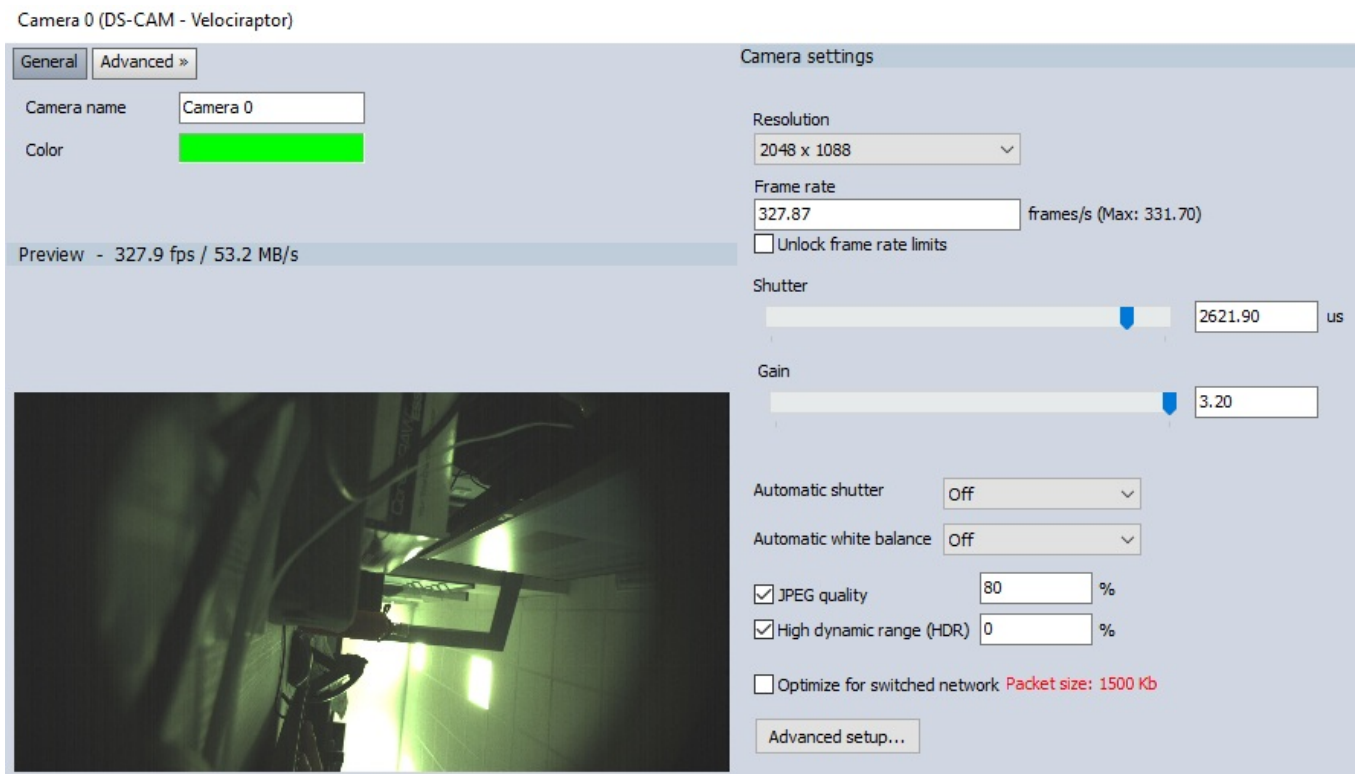 Camera 0 (DS-CAM - Velociraptor)
General Advanced »
Camera name Camera 0
Color
Preview - 327.9 fps / 53.2 MB/s
Camera settings
Resolution
2048 x 1088
Frame rate
327.87 frames/s (Max: 331.70)
Unlock frame rate limits
Shutter
2621.90 us
Gain
3.20
Automatic shutter Off
Automatic white balance Off
JPEG quality 80 %
High dynamic range (HDR) 0 %
Optimize for switched network Packet size: 1500 Kb
Advanced setup...